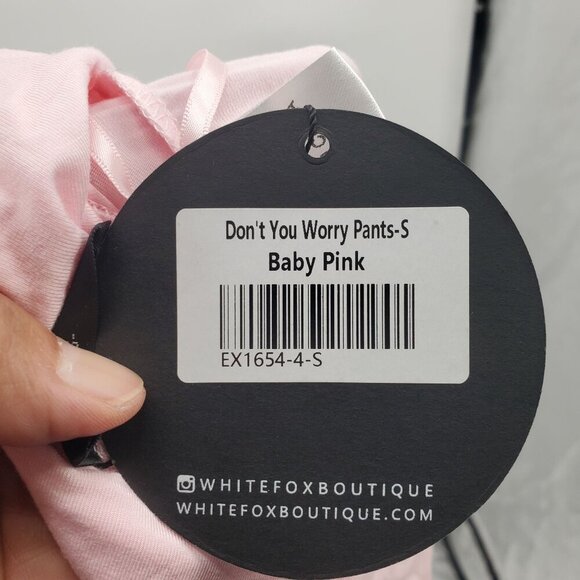 Don't You Worry Pants-S
Baby Pink
EX1654-4-S
WHITEFOXBOUTIQUE
WHITEFOXBOUTIQUE.COM